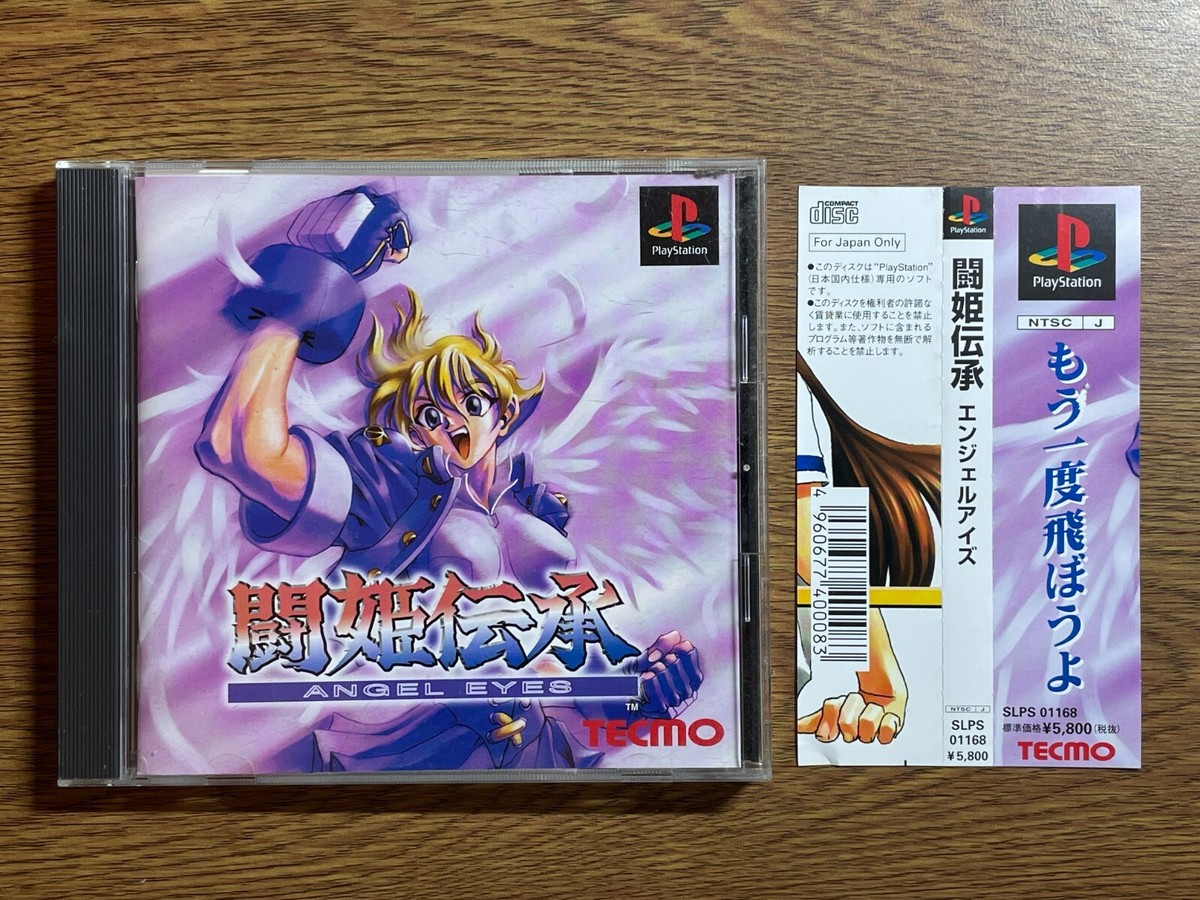 PlayStation
闘姫伝承
ANGEL EYES
TM
TECMO
COMPACT
disc
For Japan Only
●このディスクは"PlayStation"
(日本国内仕様)専用のソフト
です。
●このディスクを権利者の許諾な
く賃貸業に使用することを禁止
します。また、ソフトに含まれる
プログラム等著作物を無断で解
析することを禁止します。
4960677400083
PlayStation
闘姫伝承 エンジェルアイズ
NTSC J
SLPS
01168
¥5,800
PlayStation
NTSC J
もう一度飛ぼうよ
SLPS 01168
標準価格¥5,800(税抜)
TECMO